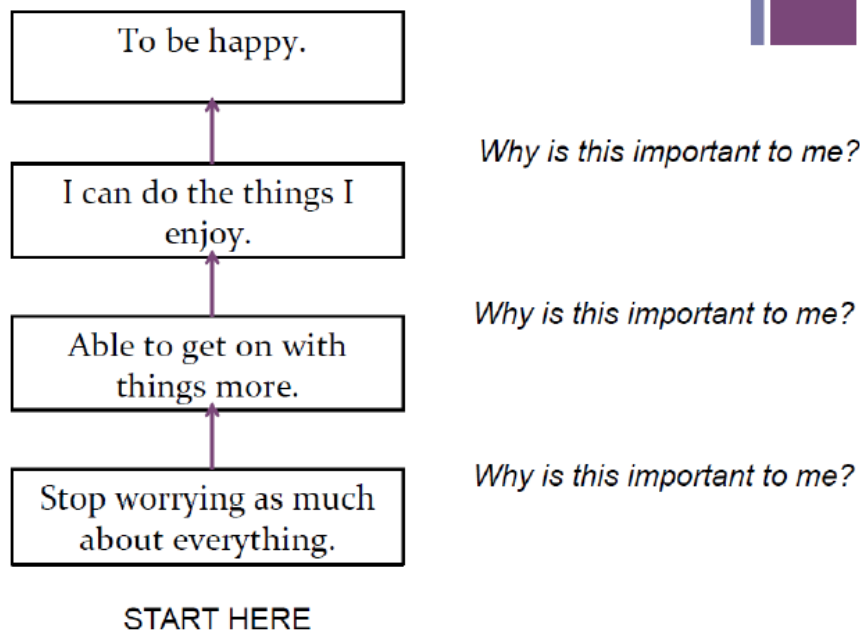 To be happy.
Why is this important to me?
I can do the things I
enjoy.
Why is this important to me?
Able to get on with
things more.
Why is this important to me?
Stop worrying as much
about everything.
START HERE